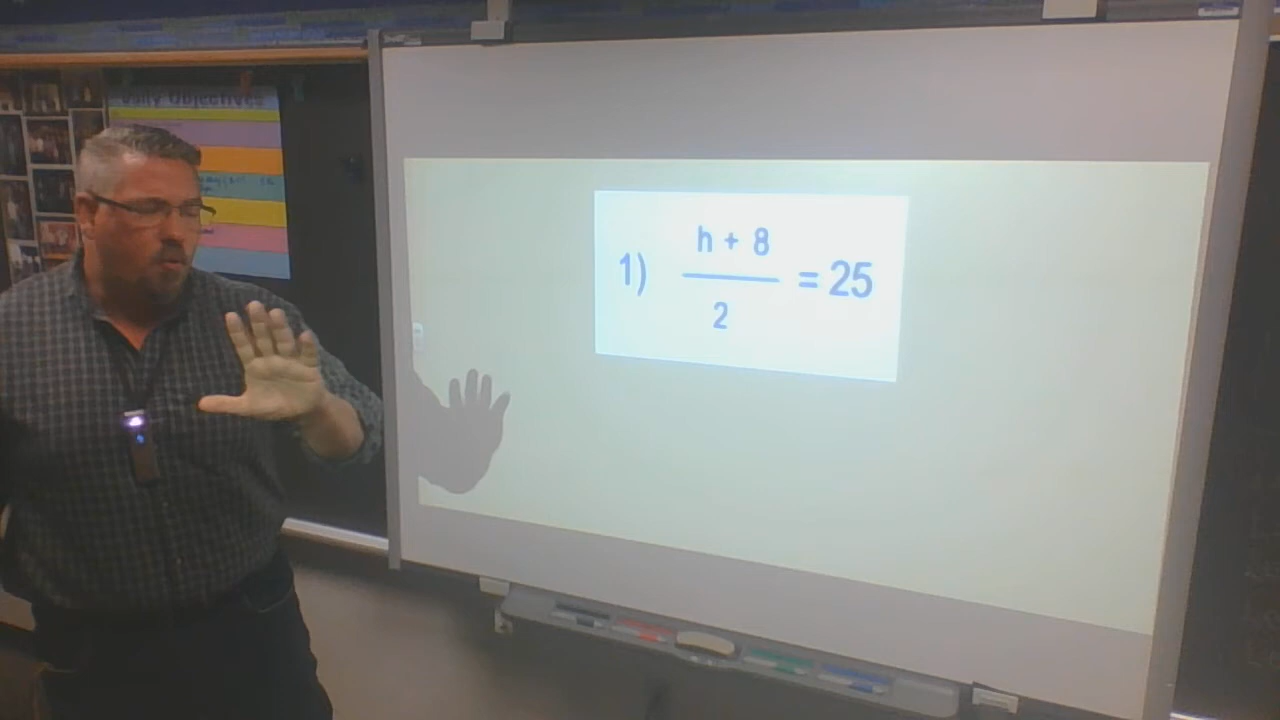 Daily Objectives
1) h + 8
= 25
2